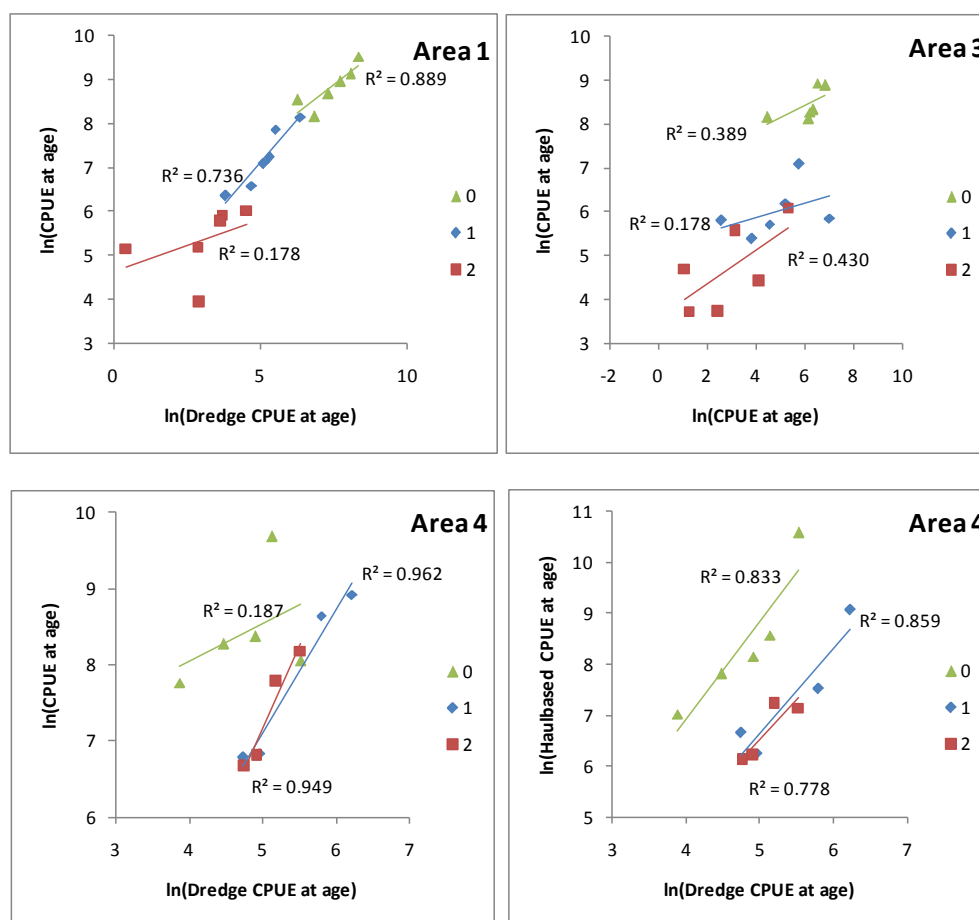 Area 1
ln(CPUE at age)
10
9
8
7
6
5
4
3
R² = 0.889
R² = 0.736
R² = 0.178
0
1
2
0 5 10
ln(Dredge CPUE at age)
Area 3
ln(CPUE at age)
10
9
8
7
6
5
4
3
R² = 0.389
R² = 0.178
R² = 0.430
0
1
2
-2 0 2 4 6 8 10
ln(CPUE at age)
Area 4
ln(CPUE at age)
10
9
8
7
6
R² = 0.962
R² = 0.187
R² = 0.949
0
1
2
3 4 5 6 7
ln(Dredge CPUE at age)
Area 4
ln(Haulbased CPUE at age)
11
10
9
8
7
6
5
R² = 0.833
R² = 0.859
R² = 0.778
0
1
2
3 4 5 6 7
ln(Dredge CPUE at age)